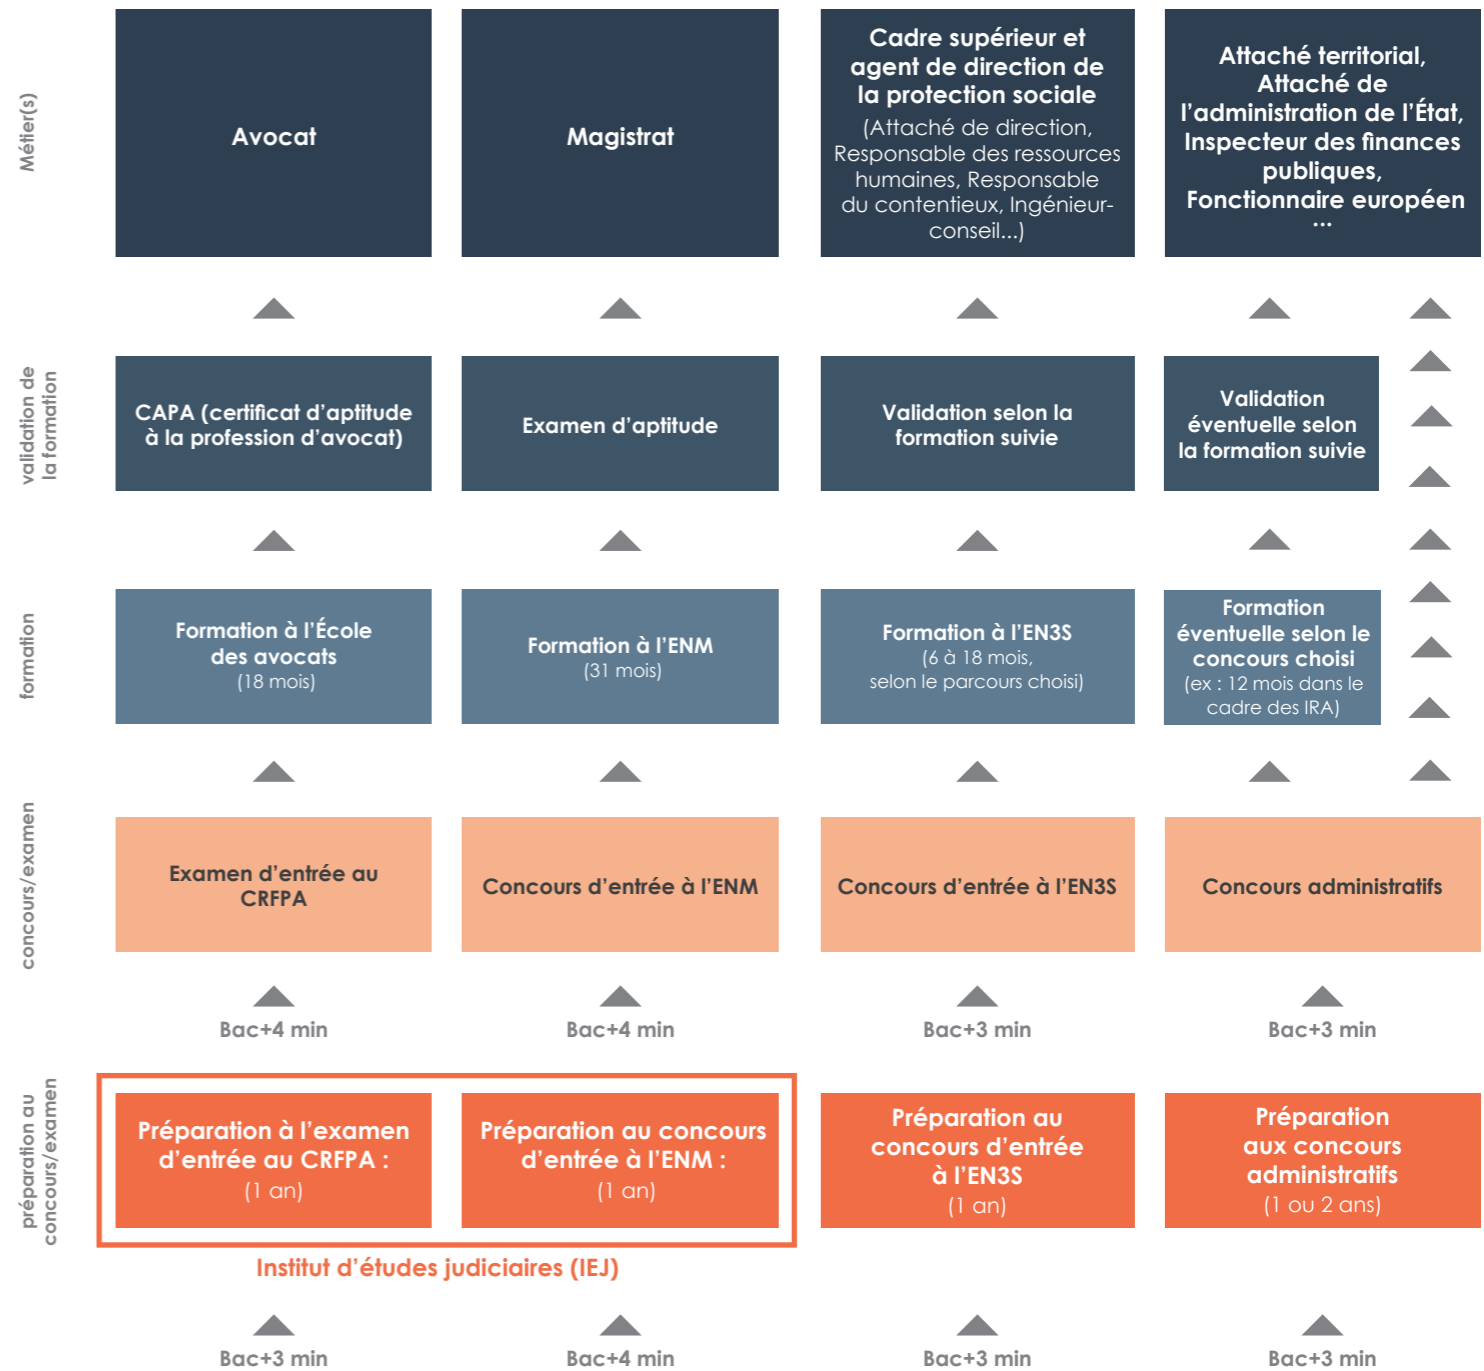 Métier(s)
Avocat
Magistrat
Cadre supérieur et
agent de direction de
la protection sociale
(Attaché de direction,
Responsable des ressources
humaines, Responsable
du contentieux, Ingénieur-
conseil...)
Attaché territorial,
Attaché de
l’administration de l’État,
Inspecteur des finances
publiques,
Fonctionnaire européen
...
validation de
la formation
CAPA (certificat d’aptitude
à la profession d’avocat)
Examen d’aptitude
Validation selon la
formation suivie
Validation
éventuelle selon
la formation suivie
formation
Formation à l’École
des avocats
(18 mois)
Formation à l’ENM
(31 mois)
Formation à l’EN3S
(6 à 18 mois,
selon le parcours choisi)
Formation
éventuelle selon le
concours choisi
(ex : 12 mois dans le
cadre des IRA)
concours/examen
Examen d’entrée au
CRFPA
Concours d’entrée à l’ENM
Concours d’entrée à l’EN3S
Concours administratifs
Bac+4 min
Bac+4 min
Bac+3 min
Bac+3 min
préparation au
concours/examen
Préparation à l’examen
d’entrée au CRFPA :
(1 an)
Préparation au concours
d’entrée à l’ENM :
(1 an)
Préparation au
concours d’entrée
à l’EN3S
(1 an)
Préparation
aux concours
administratifs
(1 ou 2 ans)
Institut d’études judiciaires (IEJ)
Bac+3 min
Bac+4 min
Bac+3 min
Bac+3 min